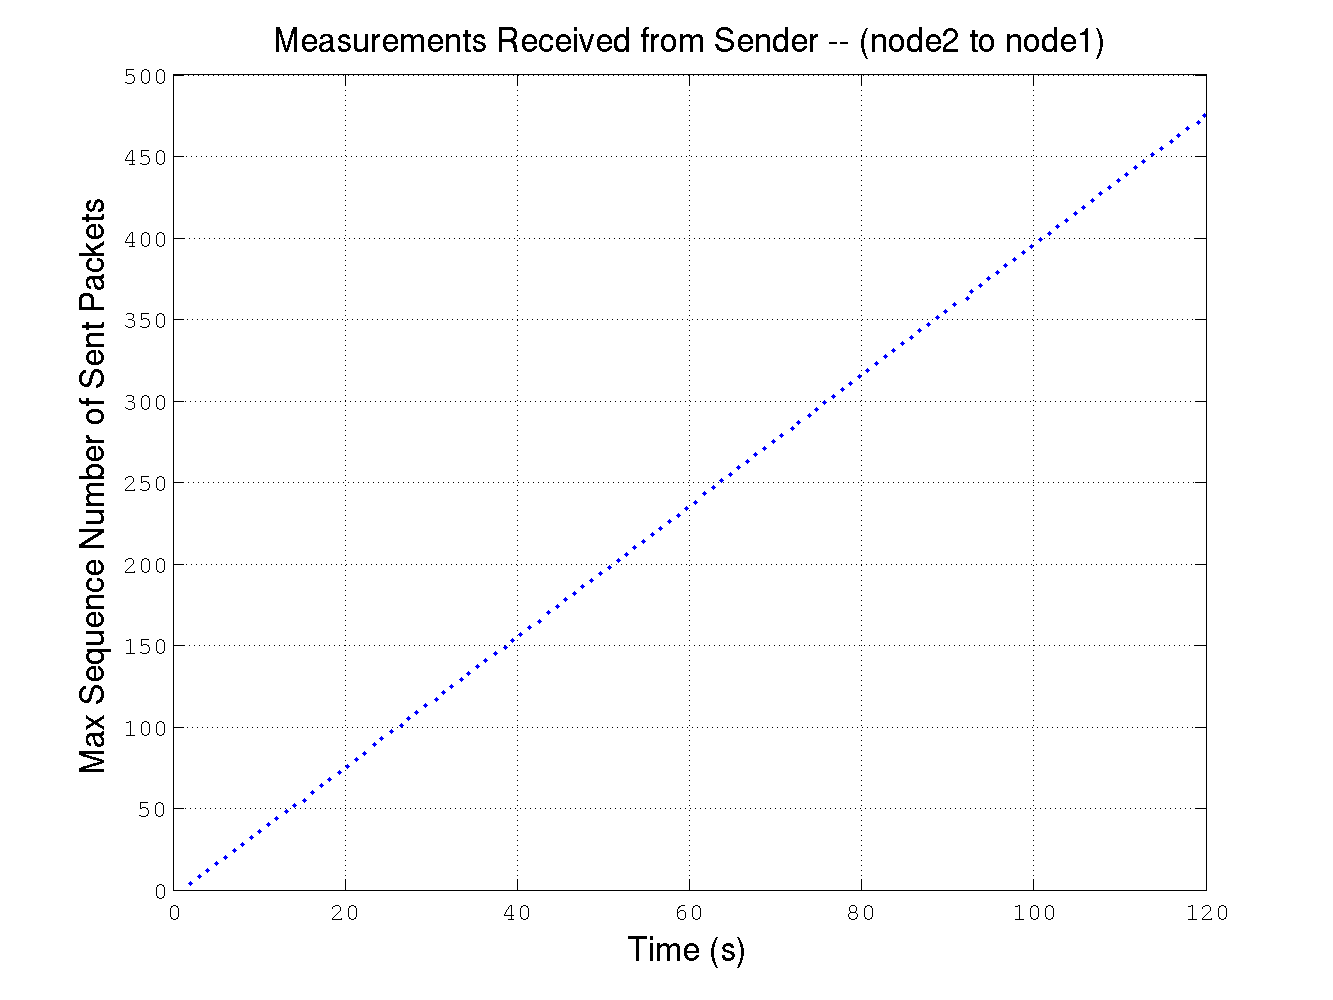 Measurements Received from Sender -- (node2 to node1)
500
450
400
350
300
250
200
150
100
50
0
Max Sequence Number of Sent Packets
0 20 40 60 80 100 120
Time (s)